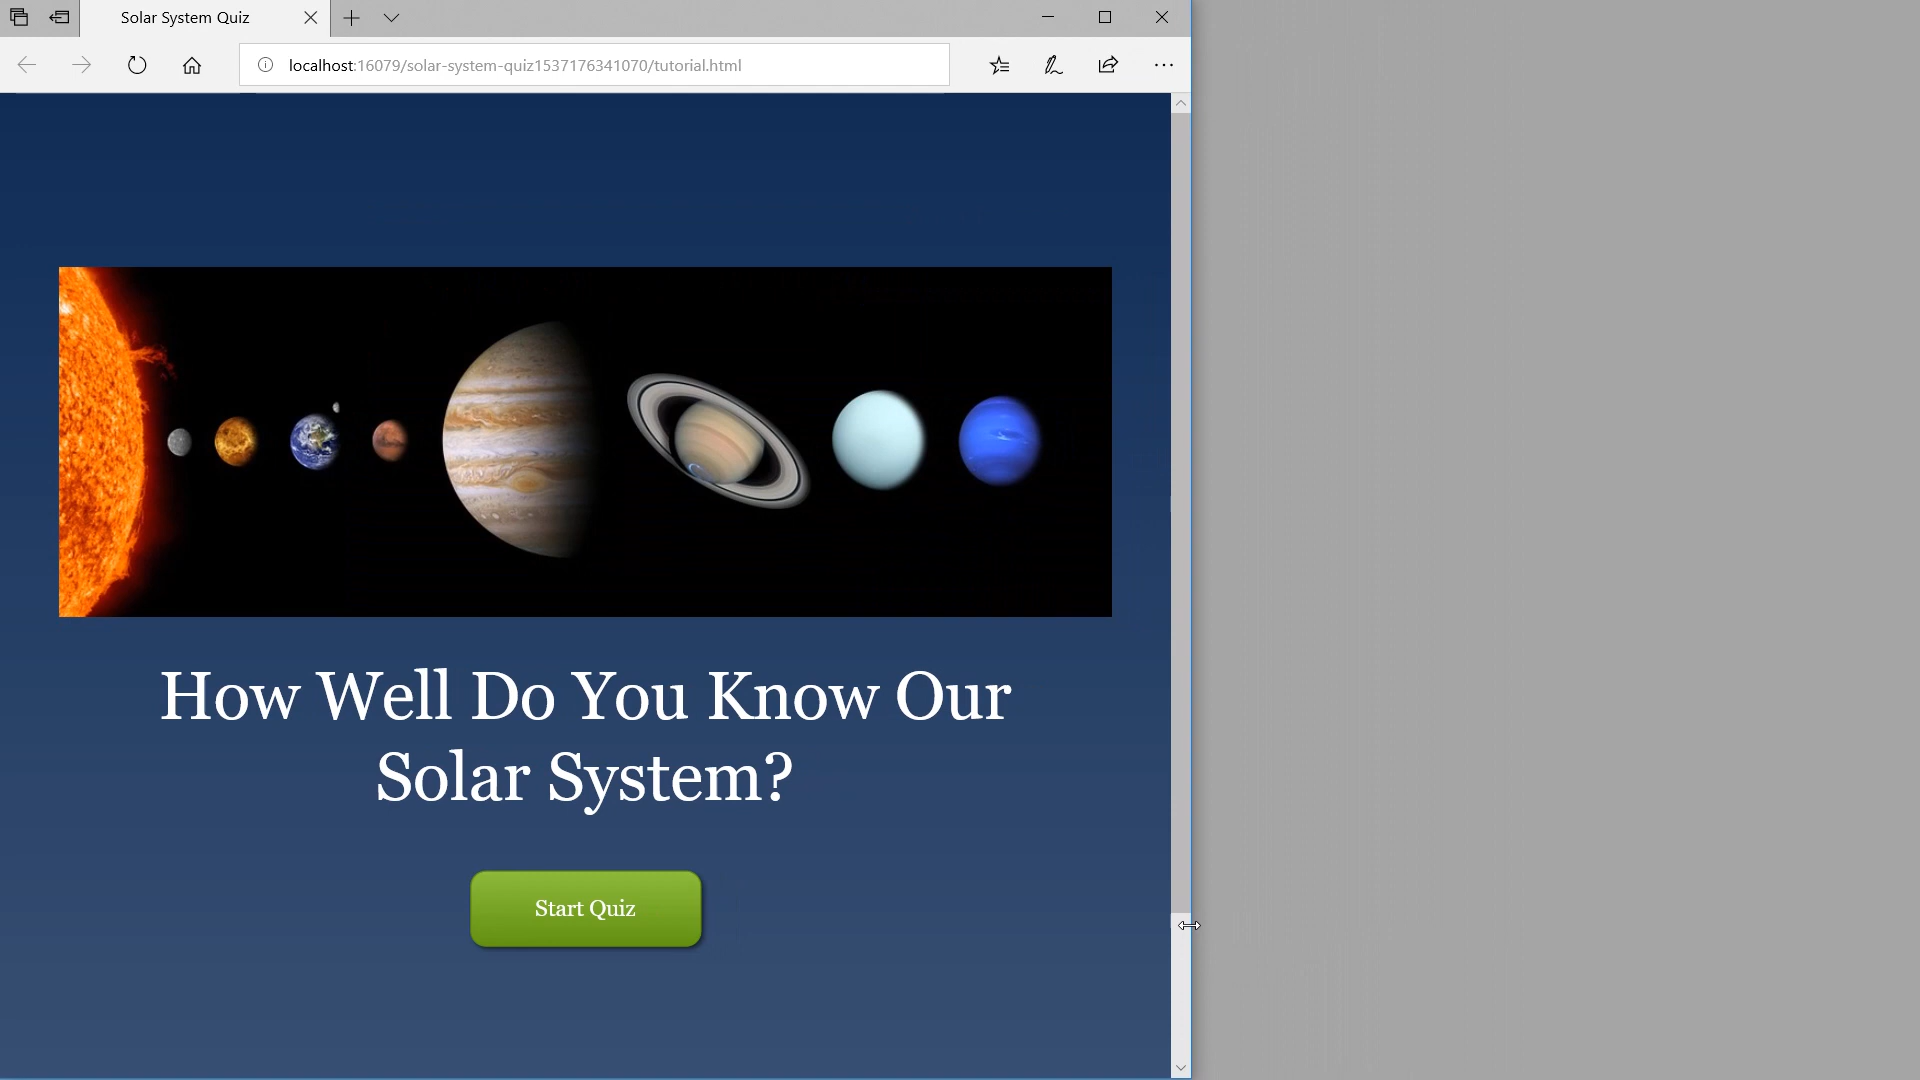 Solar System Quiz
localhost:16079/solar-system-quiz1537176341070/tutorial.html
How Well Do You Know Our
Solar System?
Start Quiz